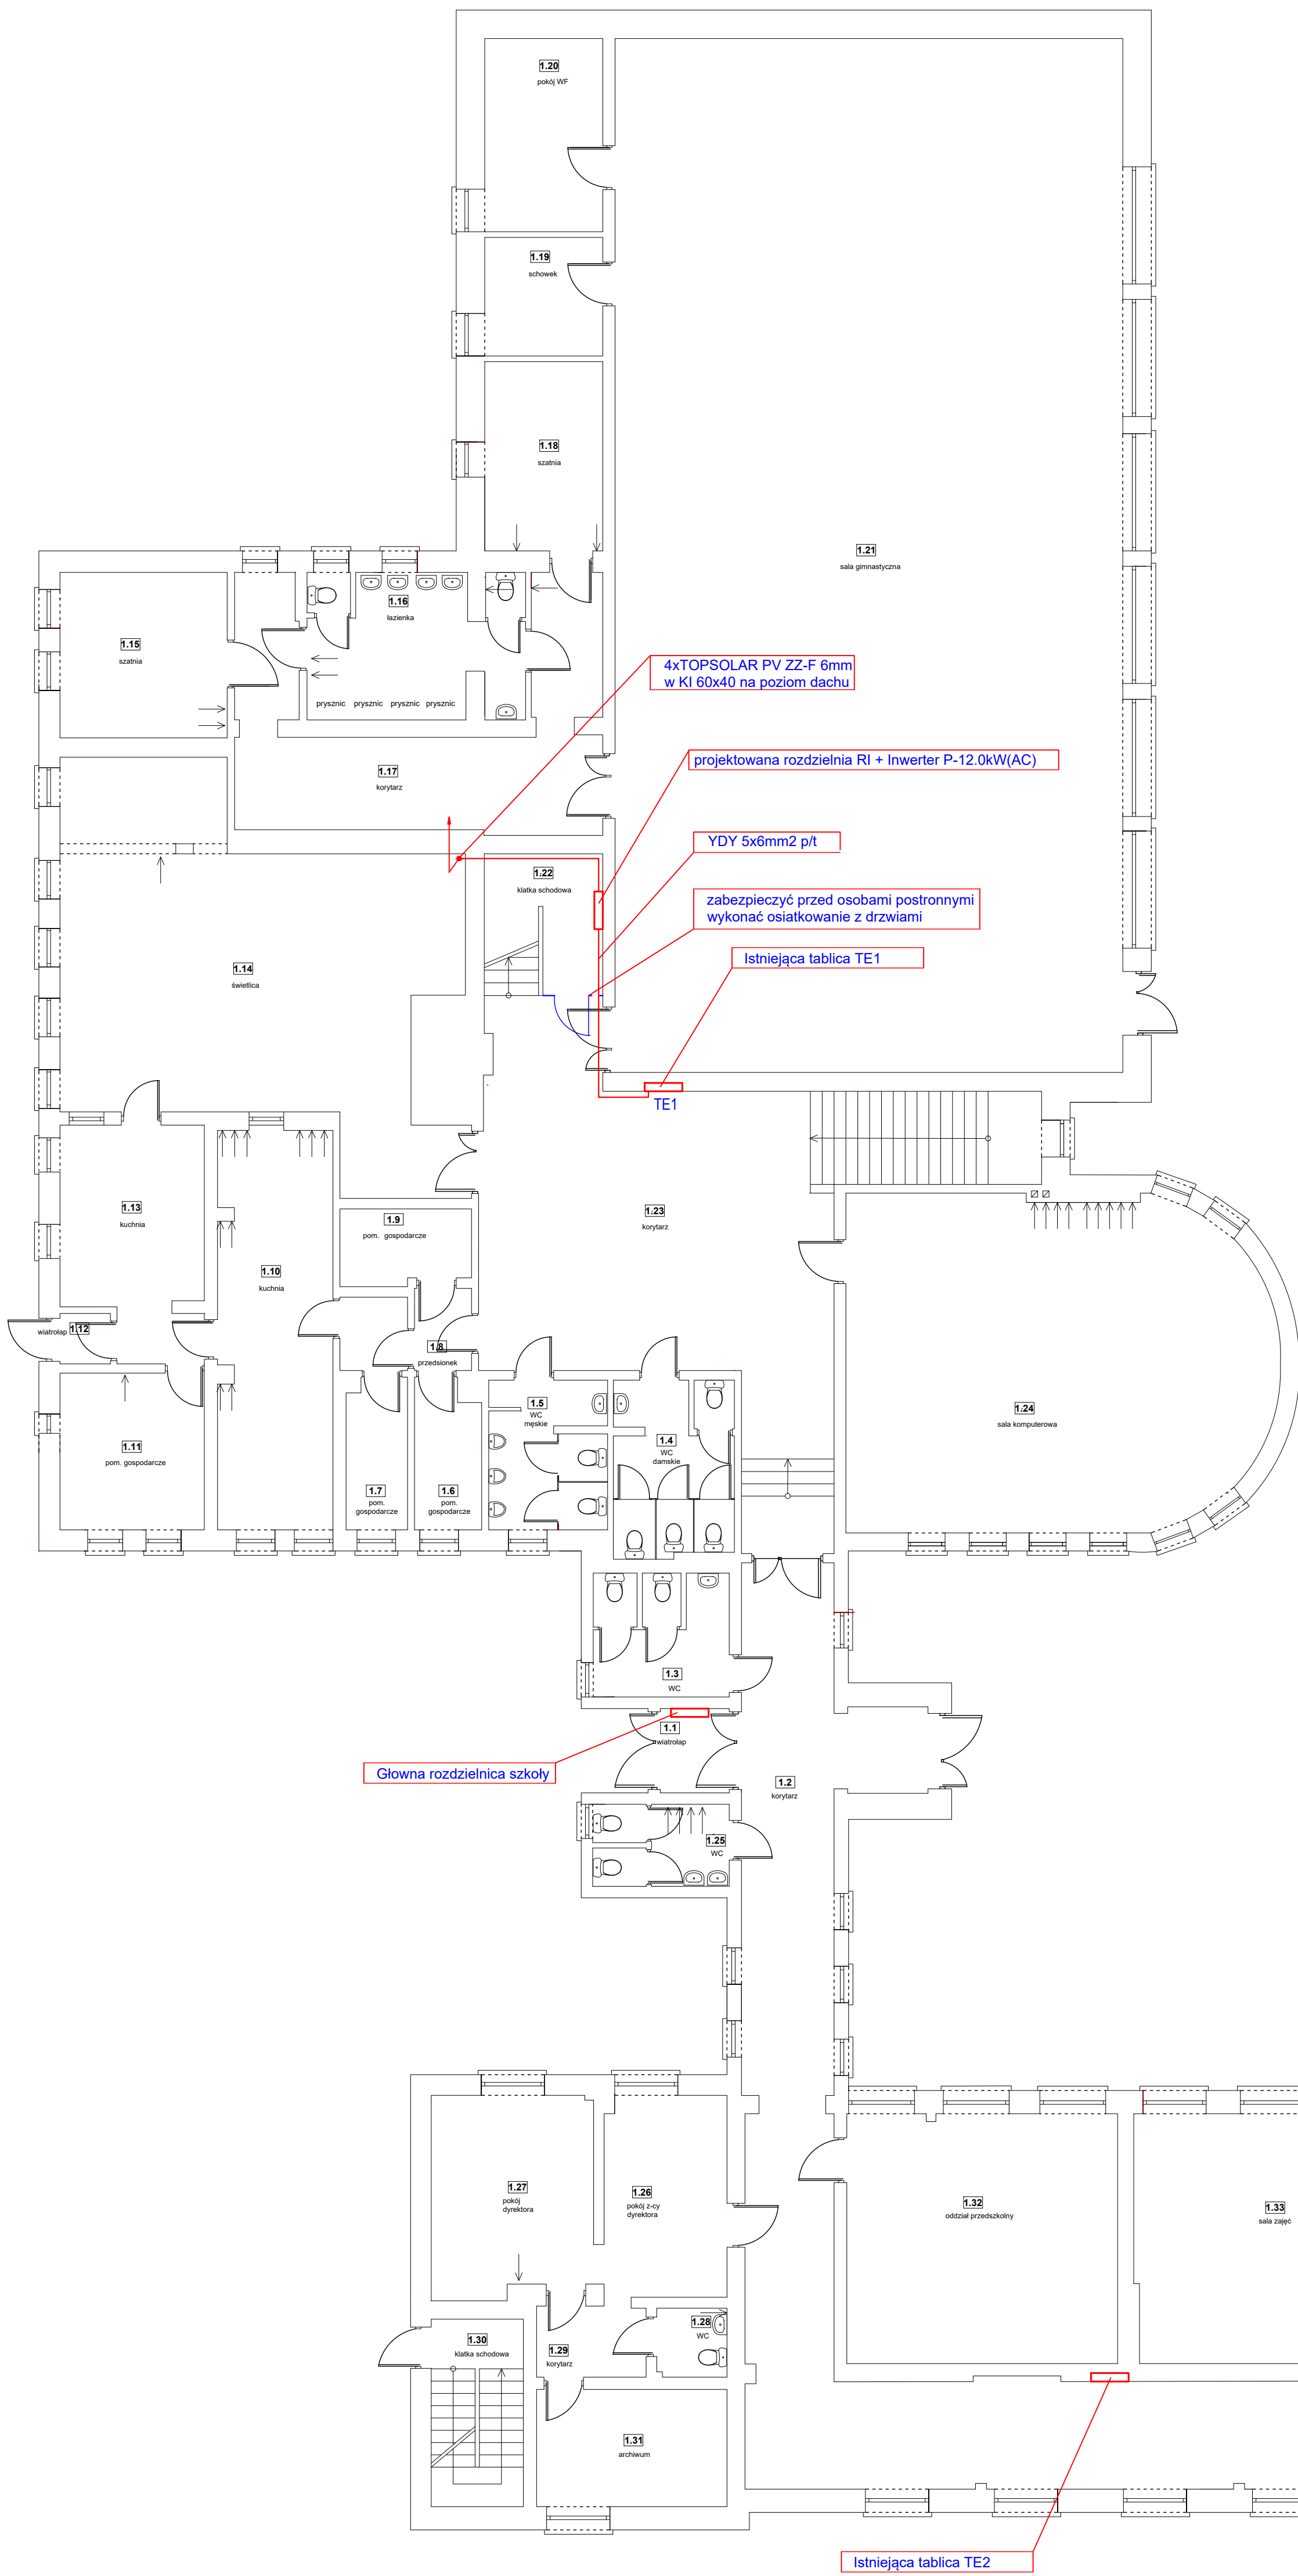 1.20
pokój WF
1.19
schowek
1.18
szatnia
1.21
sala gimnastyczna
1.16
łazienka
1.15
szatnia
4xTOPSOLAR PV ZZ-F 6mm
w KI 60x40 na poziom dachu
prysznic prysznic prysznic prysznic
projektowana rozdzielnia RI + Inwerter P-12.0kW(AC)
1.17
korytarz
YDY 5x6mm2 p/t
1.22
klatka schodowa
zabezpieczyć przed osobami postronnymi
wykonać osiatkowanie z drzwiami
Istniejąca tablica TE1
1.14
świetlica
TE1
1.13
kuchnia
1.9
pom. gospodarcze
1.23
korytarz
1.10
kuchnia
wiatrołap 1.12
1.8
przedsionek
1.5
WC
męskie
1.4
WC
damskie
1.24
sala komputerowa
1.11
pom. gospodarcze
1.7
pom.
gospodarcze
1.6
pom.
gospodarcze
1.3
WC
1.1
wiatrołap
Głowna rozdzielnica szkoły
1.2
korytarz
1.25
WC
1.27
pokój
dyrektora
1.26
pokój z-cy
dyrektora
1.32
oddział przedszkolny
1.33
sala zajęć
1.28
WC
1.30
klatka schodowa
1.29
korytarz
1.31
archiwum
Istniejąca tablica TE2